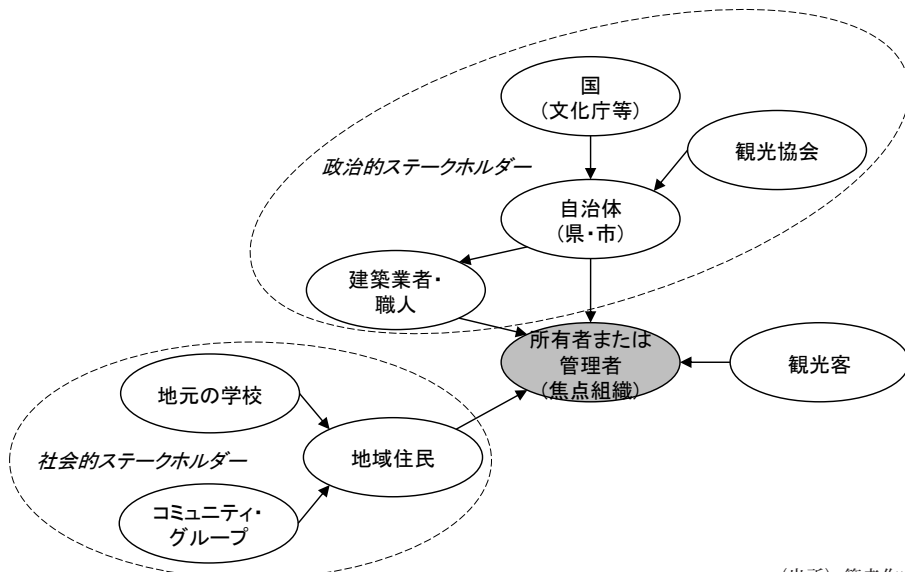 国
(文化庁等)
観光協会
政治的ステークホルダー
自治体
(県・市)
建築業者・
職人
所有者または
管理者
(焦点組織)
観光客
地元の学校
地域住民
社会的ステークホルダー
コミュニティ・
グループ